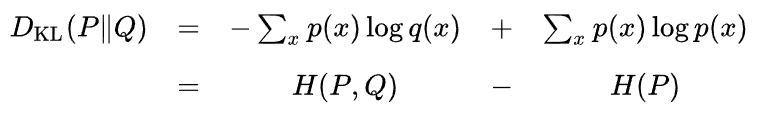 D_KL(P∥Q) = − ∑_x p(x) log q(x) + ∑_x p(x) log p(x)
= H(P, Q) − H(P)